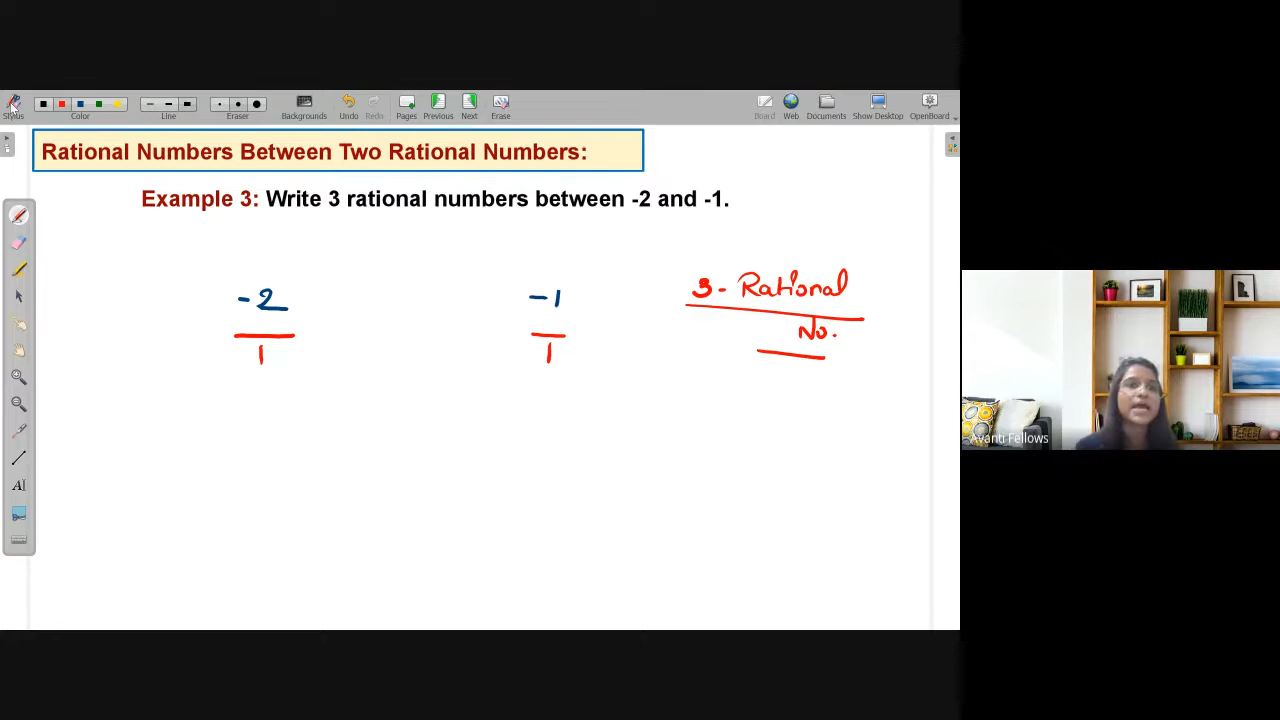 Stylus
Color
Line
Eraser
Backgrounds
Undo
Redo
Pages
Previous
Next
Erase
Board
Web
Documents
Show Desktop
OpenBoard
Rational Numbers Between Two Rational Numbers:
Example 3: Write 3 rational numbers between -2 and -1.
-2
1
-1
1
3 - Rational
No.
AI
Avanti Fellows